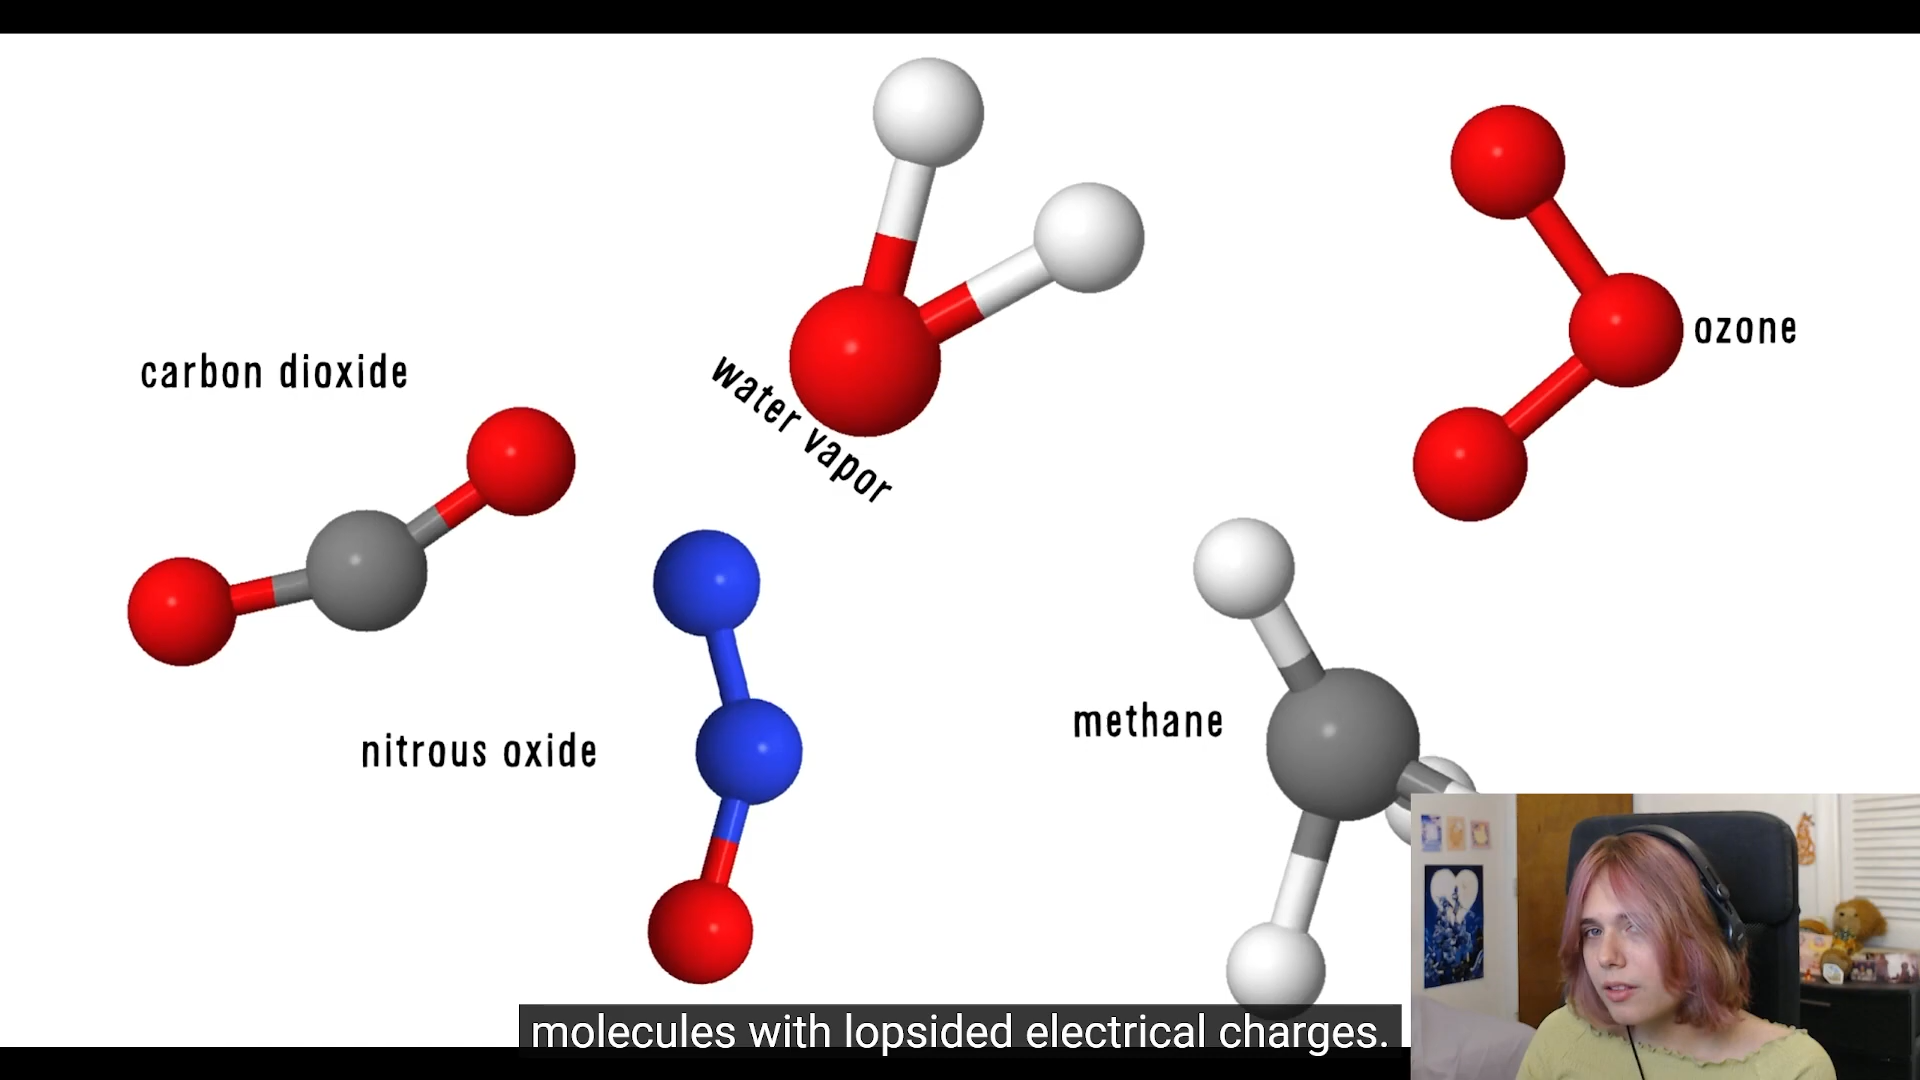 carbon dioxide
water vapor
ozone
nitrous oxide
methane
molecules with lopsided electrical charges.